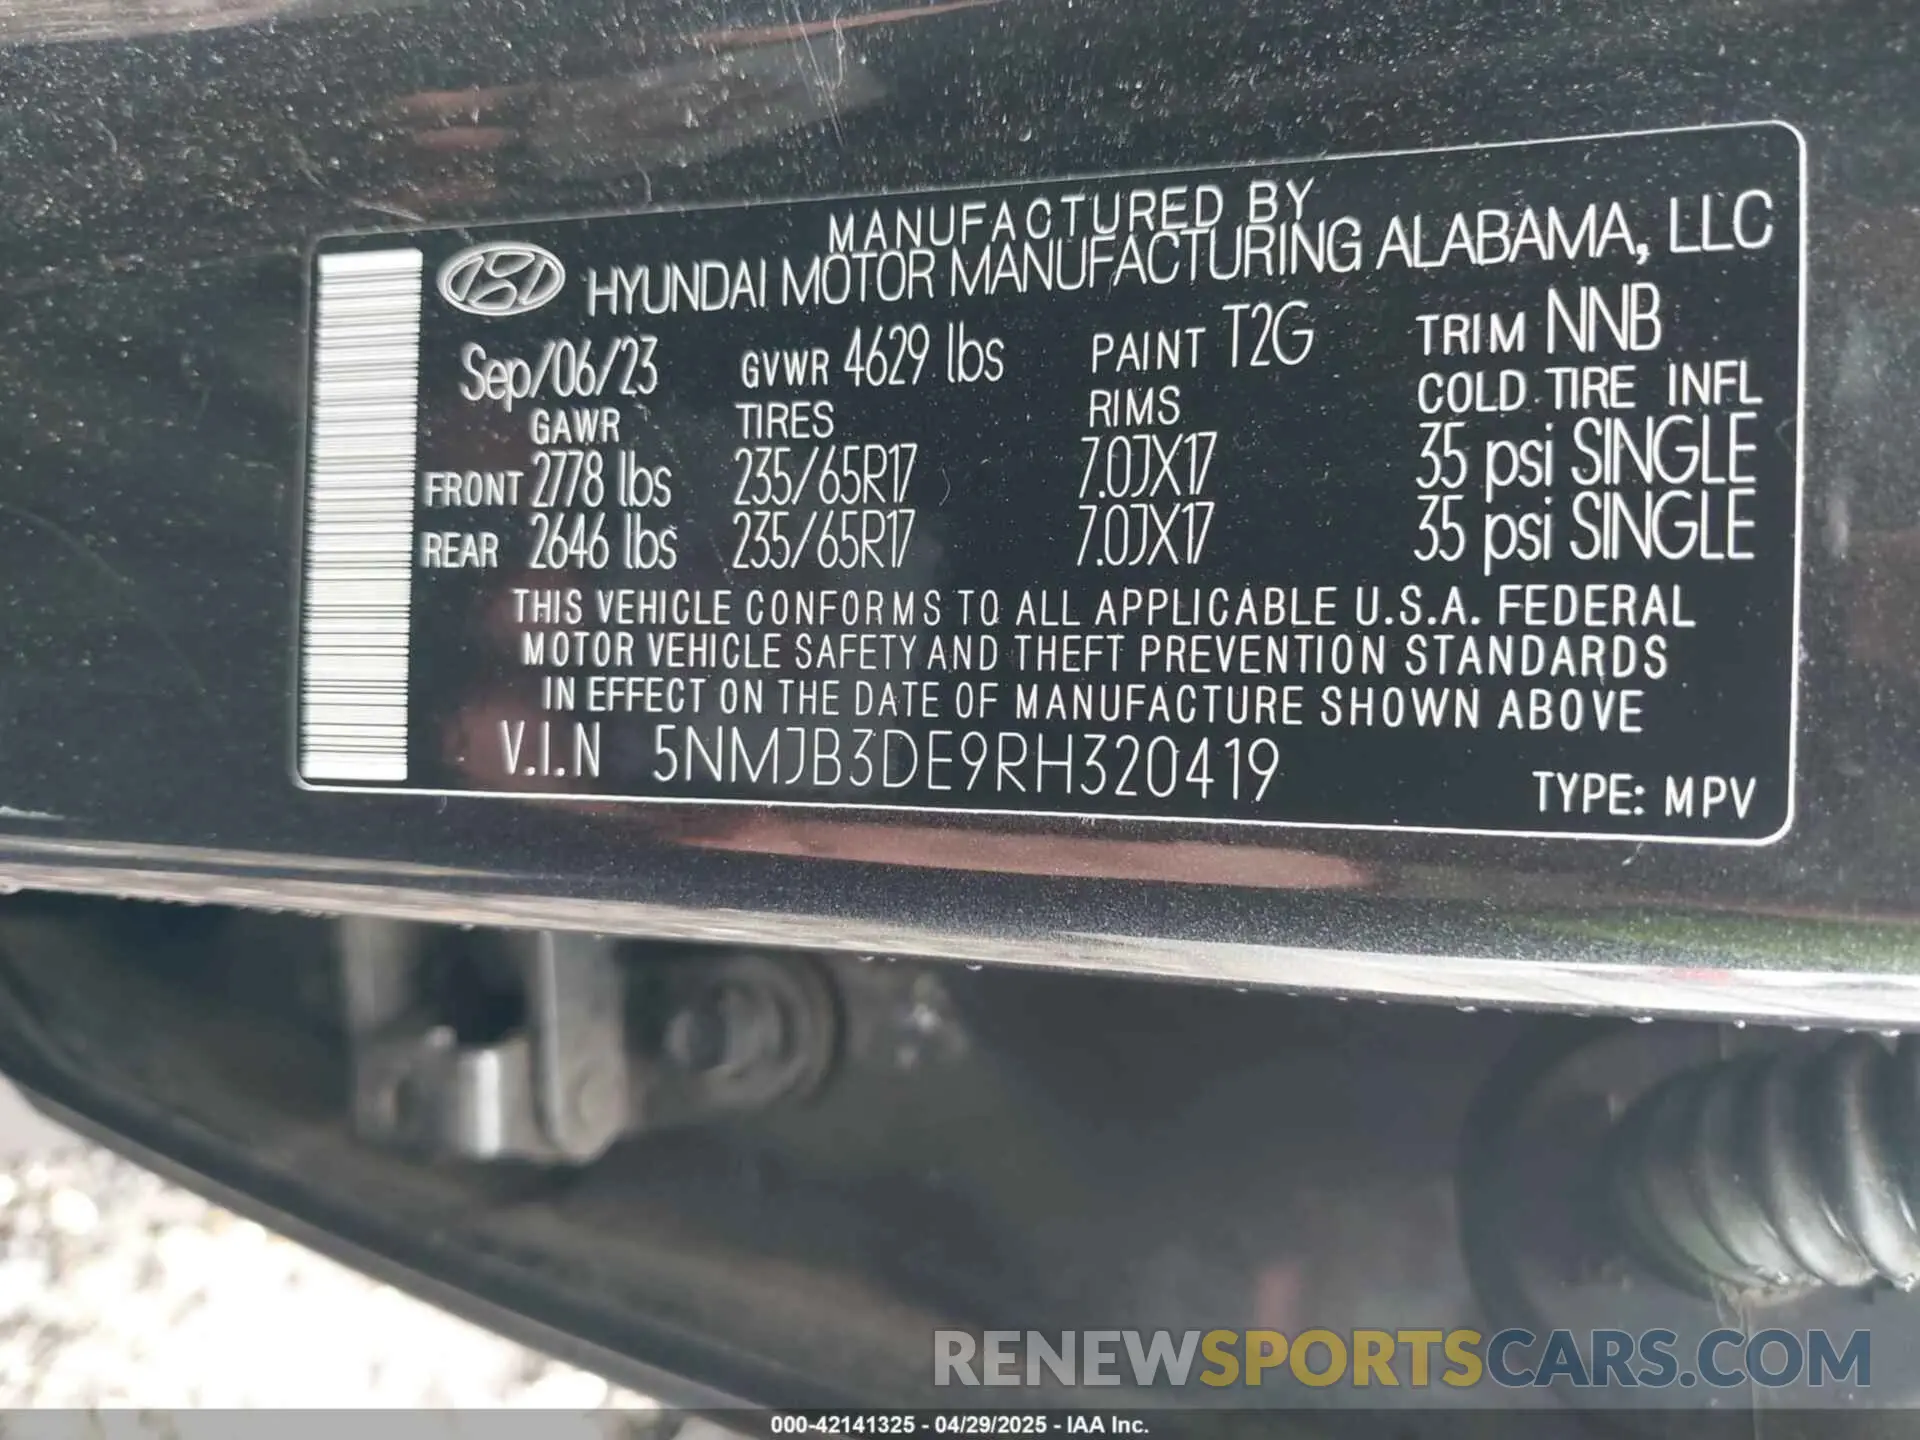 MANUFACTURED BY
HYUNDAI MOTOR MANUFACTURING ALABAMA, LLC
Sep/06/23 GVWR 4629 lbs PAINT T2G TRIM NNB
GAWR TIRES RIMS COLD TIRE INFL
FRONT 2778 lbs 235/65R17 7.0JX17 35 psi SINGLE
REAR 2646 lbs 235/65R17 7.0JX17 35 psi SINGLE
THIS VEHICLE CONFORMS TO ALL APPLICABLE U.S.A. FEDERAL
MOTOR VEHICLE SAFETY AND THEFT PREVENTION STANDARDS
IN EFFECT ON THE DATE OF MANUFACTURE SHOWN ABOVE
V.I.N 5NMJB3DE9RH320419
TYPE: MPV
RENEWSPORTSCARS.COM
000-42141325 - 04/29/2025 - IAA Inc.